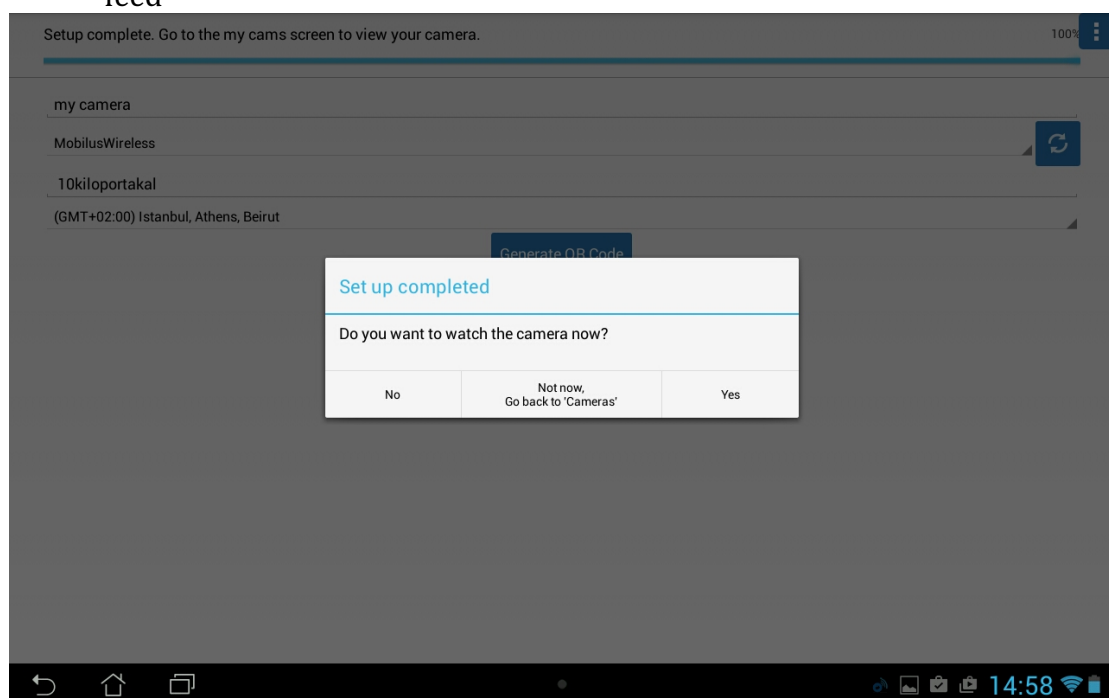 feed
Setup complete. Go to the my cams screen to view your camera.
100%
my camera
MobilusWireless
10kiloportakal
(GMT+02:00) Istanbul, Athens, Beirut
Generate QR Code
Set up completed
Do you want to watch the camera now?
No
Not now,
Go back to 'Cameras'
Yes
14:58